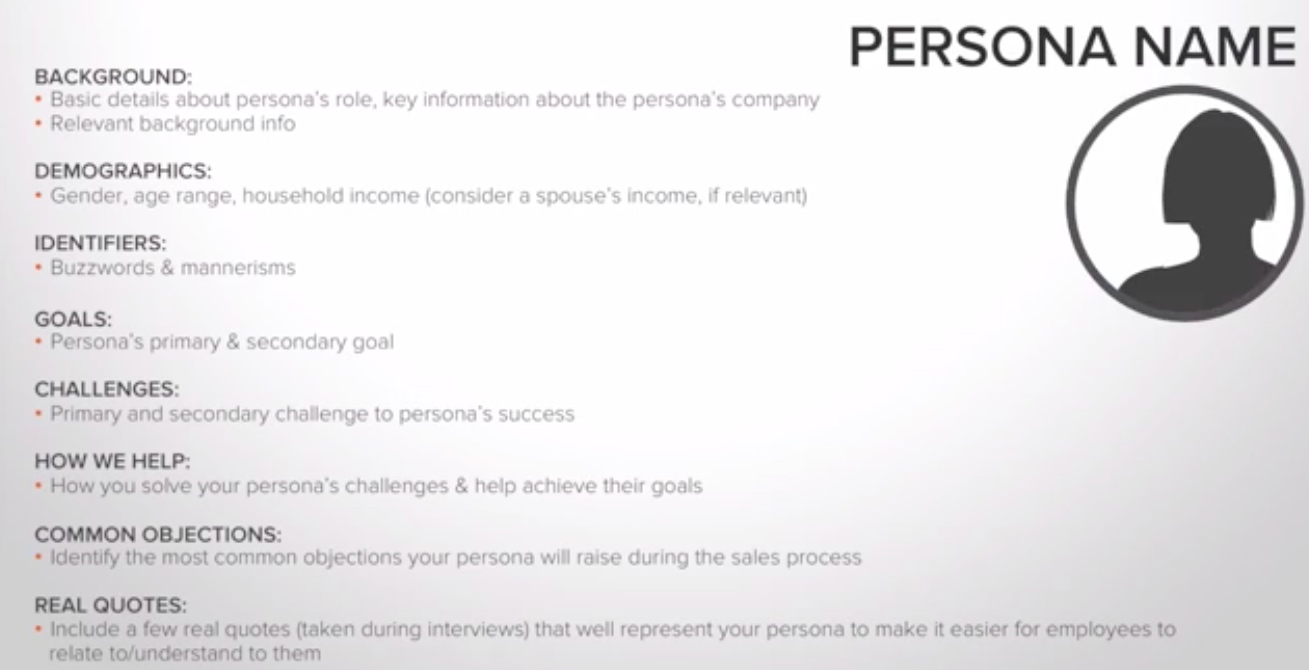 PERSONA NAME
BACKGROUND:
• Basic details about persona's role, key information about the persona's company
• Relevant background info
DEMOGRAPHICS:
• Gender, age range, household income (consider a spouse's income, if relevant)
IDENTIFIERS:
• Buzzwords & mannerisms
GOALS:
• Persona's primary & secondary goal
CHALLENGES:
• Primary and secondary challenge to persona's success
HOW WE HELP:
• How you solve your persona's challenges & help achieve their goals
COMMON OBJECTIONS:
• Identify the most common objections your persona will raise during the sales process
REAL QUOTES:
• Include a few real quotes (taken during interviews) that well represent your persona to make it easier for employees to
relate to/understand to them